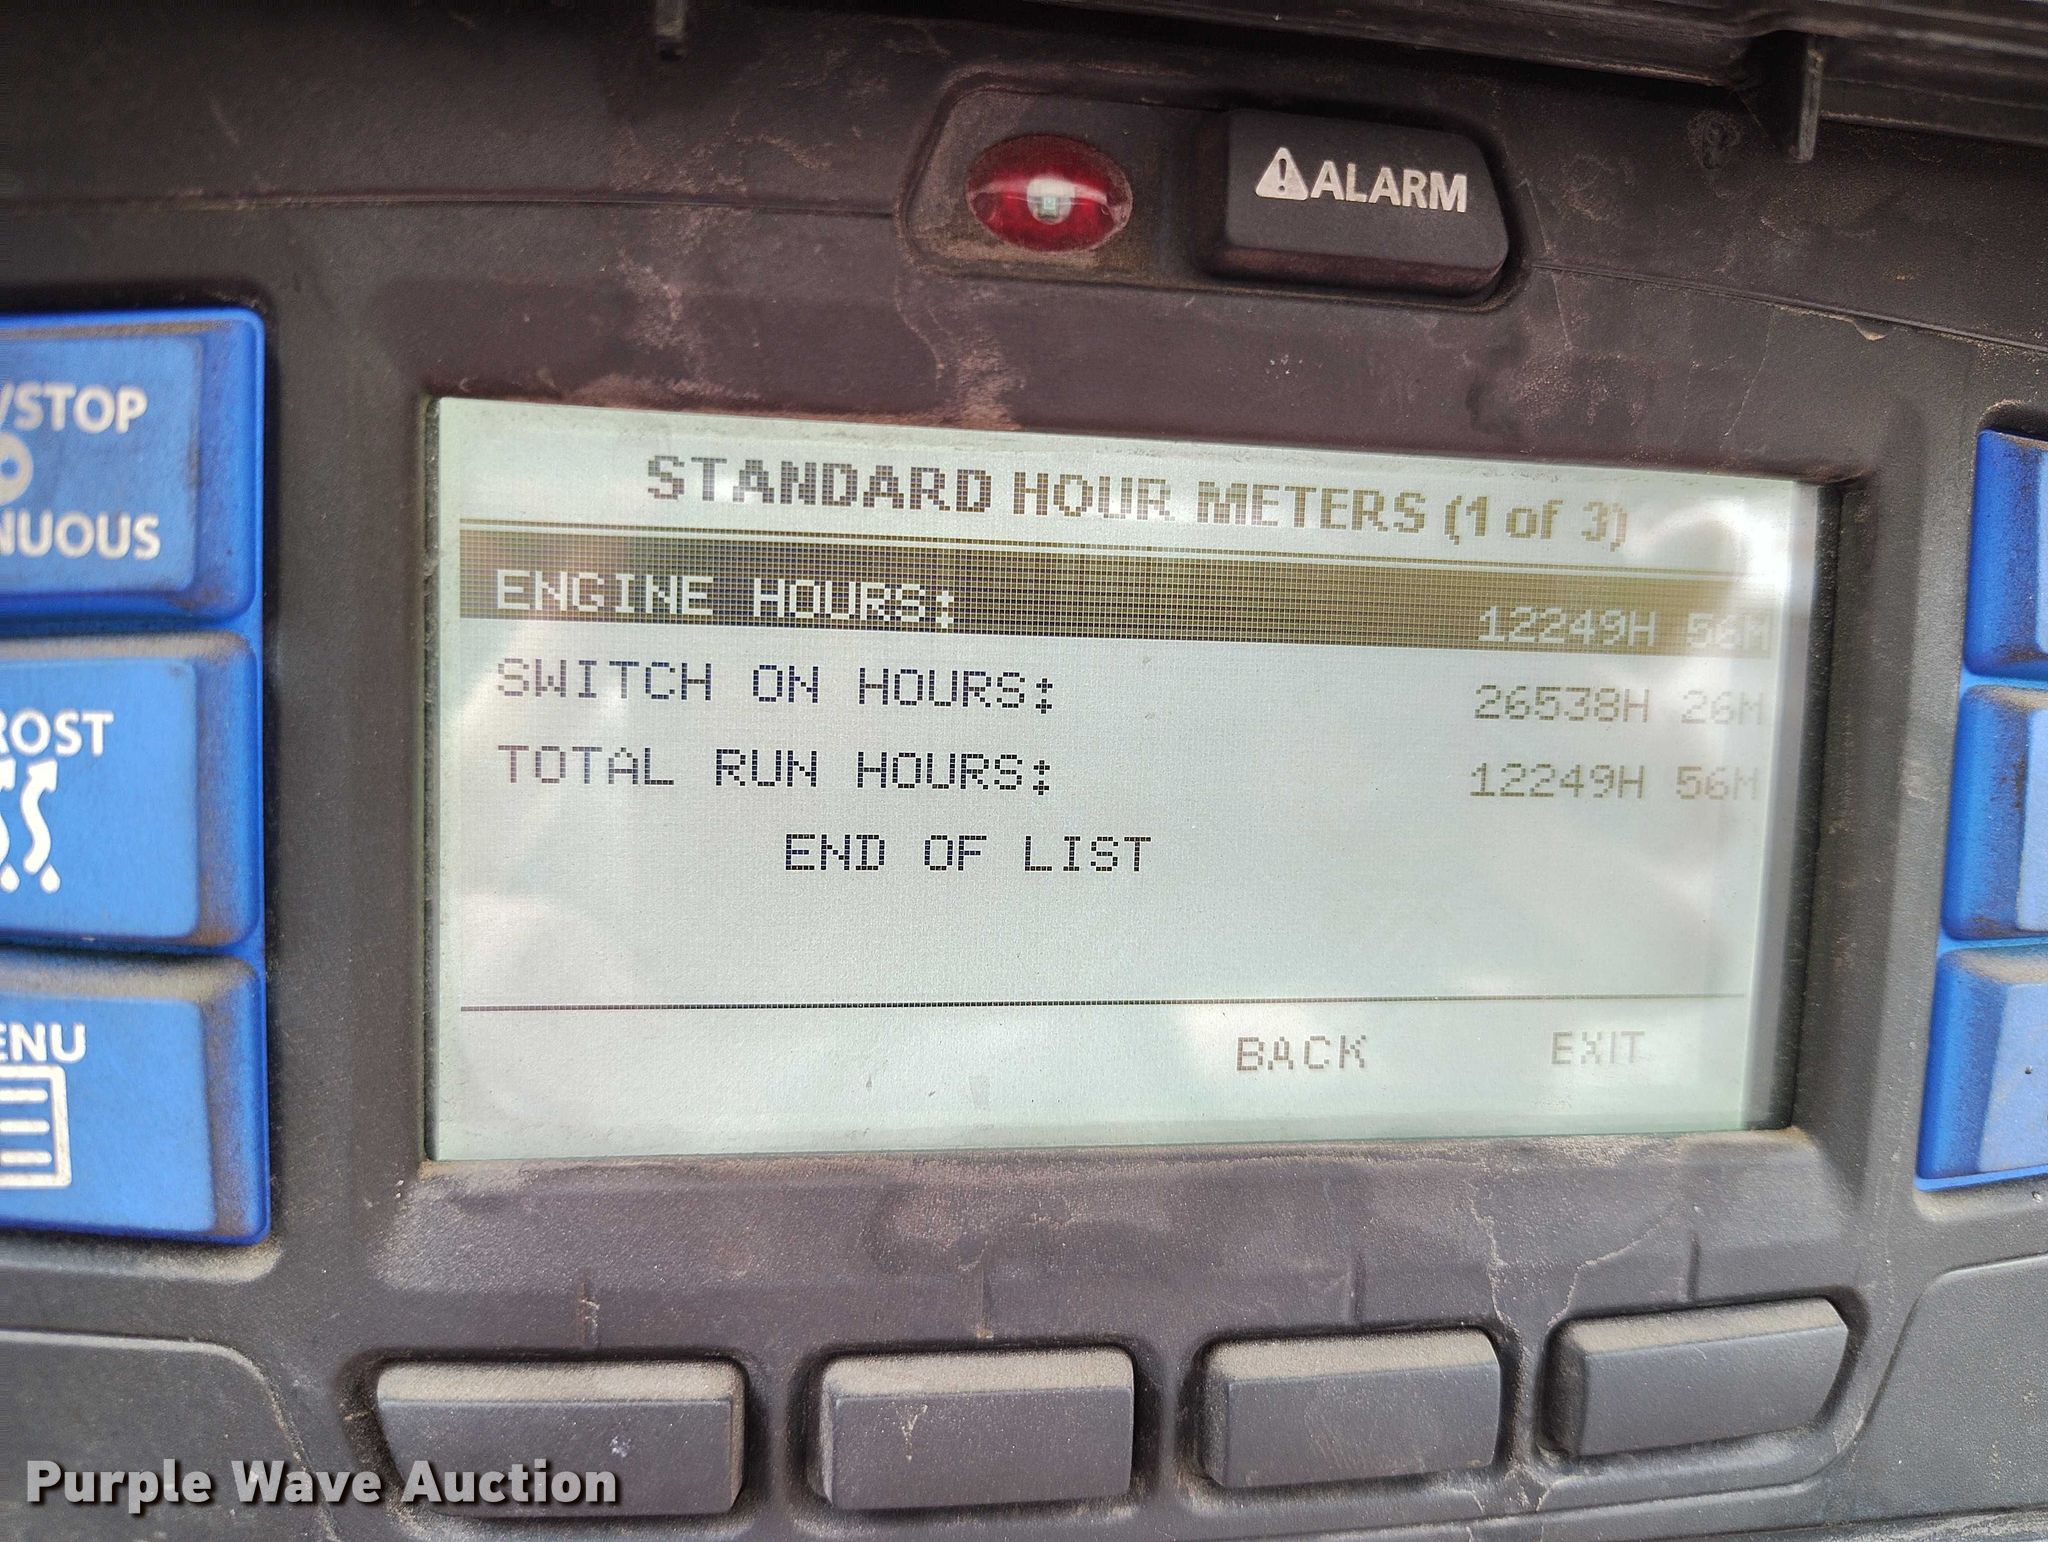 ALARM
/STOP
NUOUS
ROST
ENU
STANDARD HOUR METERS (1 of 3)
ENGINE HOURS: 12249H 56M
SWITCH ON HOURS: 26538H 26M
TOTAL RUN HOURS: 12249H 56M
END OF LIST
BACK EXIT
Purple Wave Auction